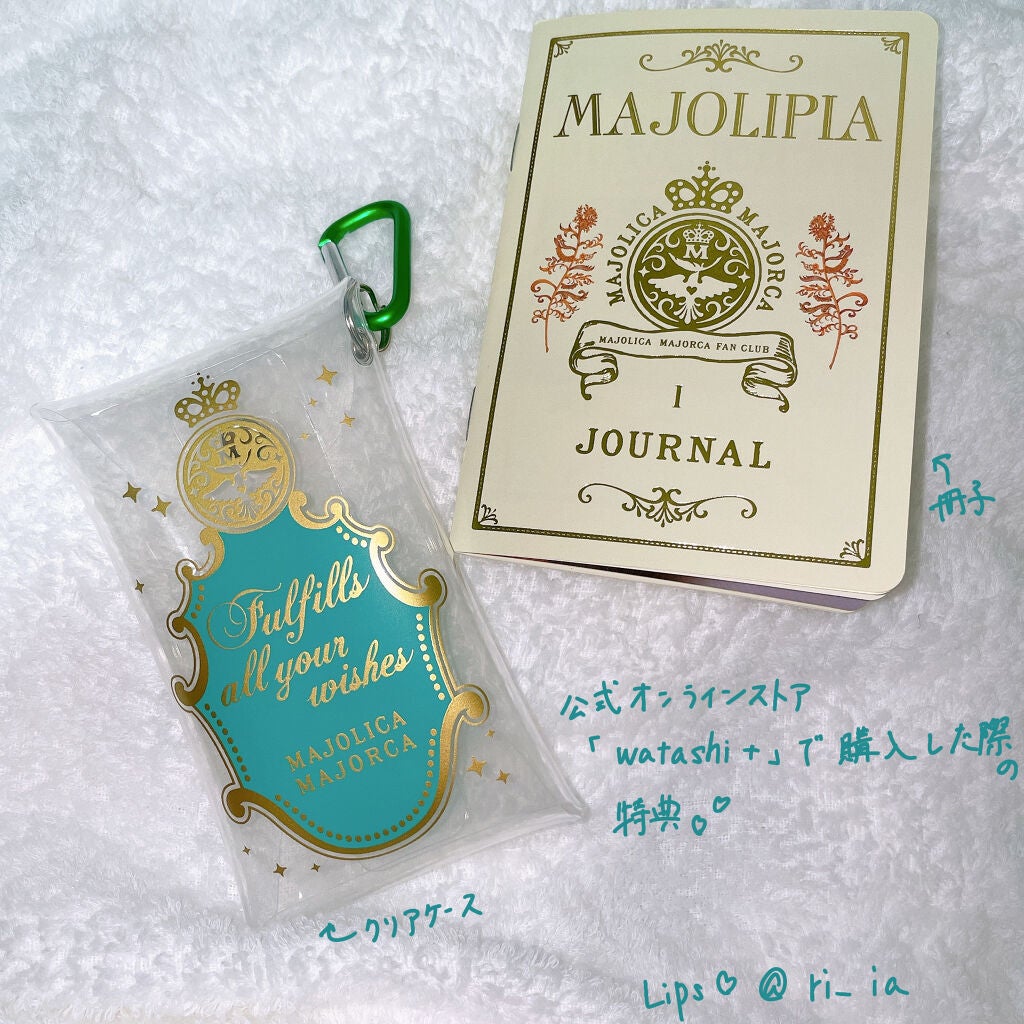 MAJOLIPIA
MAJOLICA MAJORCA
M
MAJOLICA MAJORCA FAN CLUB
I
JOURNAL
↖
冊子
M
Fulfills
all your
wishes
MAJOLICA
MAJORCA
公式オンラインストア
「watashi+」で購入した際の
特典。♡♡
←クリアケース
Lips♡ @ri_ia